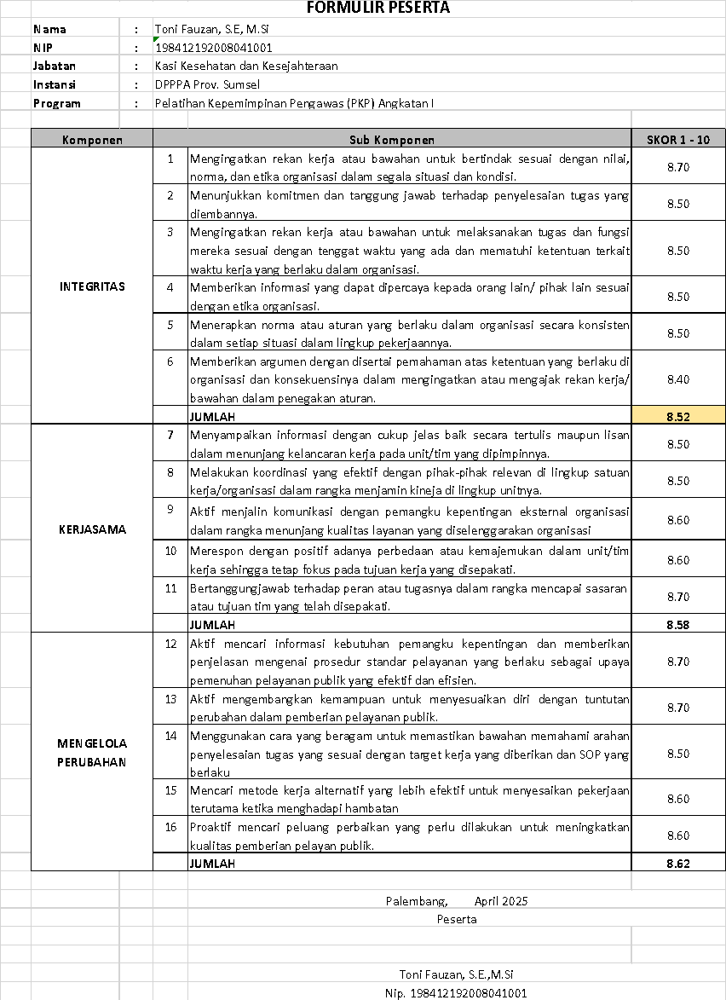 FORMULIR PESERTA
Nama : Toni Fauzan, S.E, M.Si
NIP : 198412192008041001
Jabatan : Kasi Kesehatan dan Kesejahteraan
Instansi : DPPPA Prov. Sumsel
Program : Pelatihan Kepemimpinan Pengawas (PKP) Angkatan I
Komponen Sub Komponen SKOR 1 - 10
INTEGRITAS
1 Mengingatkan rekan kerja atau bawahan untuk bertindak sesuai dengan nilai,
norma, dan etika organisasi dalam segala situasi dan kondisi. 8.70
2 Menunjukkan komitmen dan tanggung jawab terhadap penyelesaian tugas yang
diembannya. 8.50
3 Mengingatkan rekan kerja atau bawahan untuk melaksanakan tugas dan fungsi
mereka sesuai dengan tenggat waktu yang ada dan mematuhi ketentuan terkait
waktu kerja yang berlaku dalam organisasi. 8.50
4 Memberikan informasi yang dapat dipercaya kepada orang lain/ pihak lain sesuai
dengan etika organisasi. 8.50
5 Menerapkan norma atau aturan yang berlaku dalam organisasi secara konsisten
dalam setiap situasi dalam lingkup pekerjaannya. 8.50
6 Memberikan argumen dengan disertai pemahaman atas ketentuan yang berlaku di
organisasi dan konsekuensinya dalam mengingatkan atau mengajak rekan kerja/
bawahan dalam penegakan aturan. 8.40
JUMLAH 8.52
KERJASAMA
7 Menyampaikan informasi dengan cukup jelas baik secara tertulis maupun lisan
dalam menunjang kelancaran kerja pada unit/tim yang dipimpinnya. 8.50
8 Melakukan koordinasi yang efektif dengan pihak-pihak relevan di lingkup satuan
kerja/organisasi dalam rangka menjamin kineja di lingkup unitnya. 8.50
9 Aktif menjalin komunikasi dengan pemangku kepentingan eksternal organisasi
dalam rangka menunjang kualitas layanan yang diselenggarakan organisasi 8.60
10 Merespon dengan positif adanya perbedaan atau kemajemukan dalam unit/tim
kerja sehingga tetap fokus pada tujuan kerja yang disepakati. 8.60
11 Bertanggungjawab terhadap peran atau tugasnya dalam rangka mencapai sasaran
atau tujuan tim yang telah disepakati. 8.70
JUMLAH 8.58
MENGELOLA
PERUBAHAN
12 Aktif mencari informasi kebutuhan pemangku kepentingan dan memberikan
penjelasan mengenai prosedur standar pelayanan yang berlaku sebagai upaya
pemenuhan pelayanan publik yang efektif dan efisien. 8.70
13 Aktif mengembangkan kemampuan untuk menyesuaikan diri dengan tuntutan
perubahan dalam pemberian pelayanan publik. 8.70
14 Menggunakan cara yang beragam untuk memastikan bawahan memahami arahan
penyelesaian tugas yang sesuai dengan target kerja yang diberikan dan SOP yang
berlaku 8.50
15 Mencari metode kerja alternatif yang lebih efektif untuk menyesaikan pekerjaan
terutama ketika menghadapi hambatan 8.60
16 Proaktif mencari peluang perbaikan yang perlu dilakukan untuk meningkatkan
kualitas pemberian pelayan publik. 8.60
JUMLAH 8.62
Palembang, April 2025
Peserta
Toni Fauzan, S.E.,M.Si
Nip. 198412192008041001